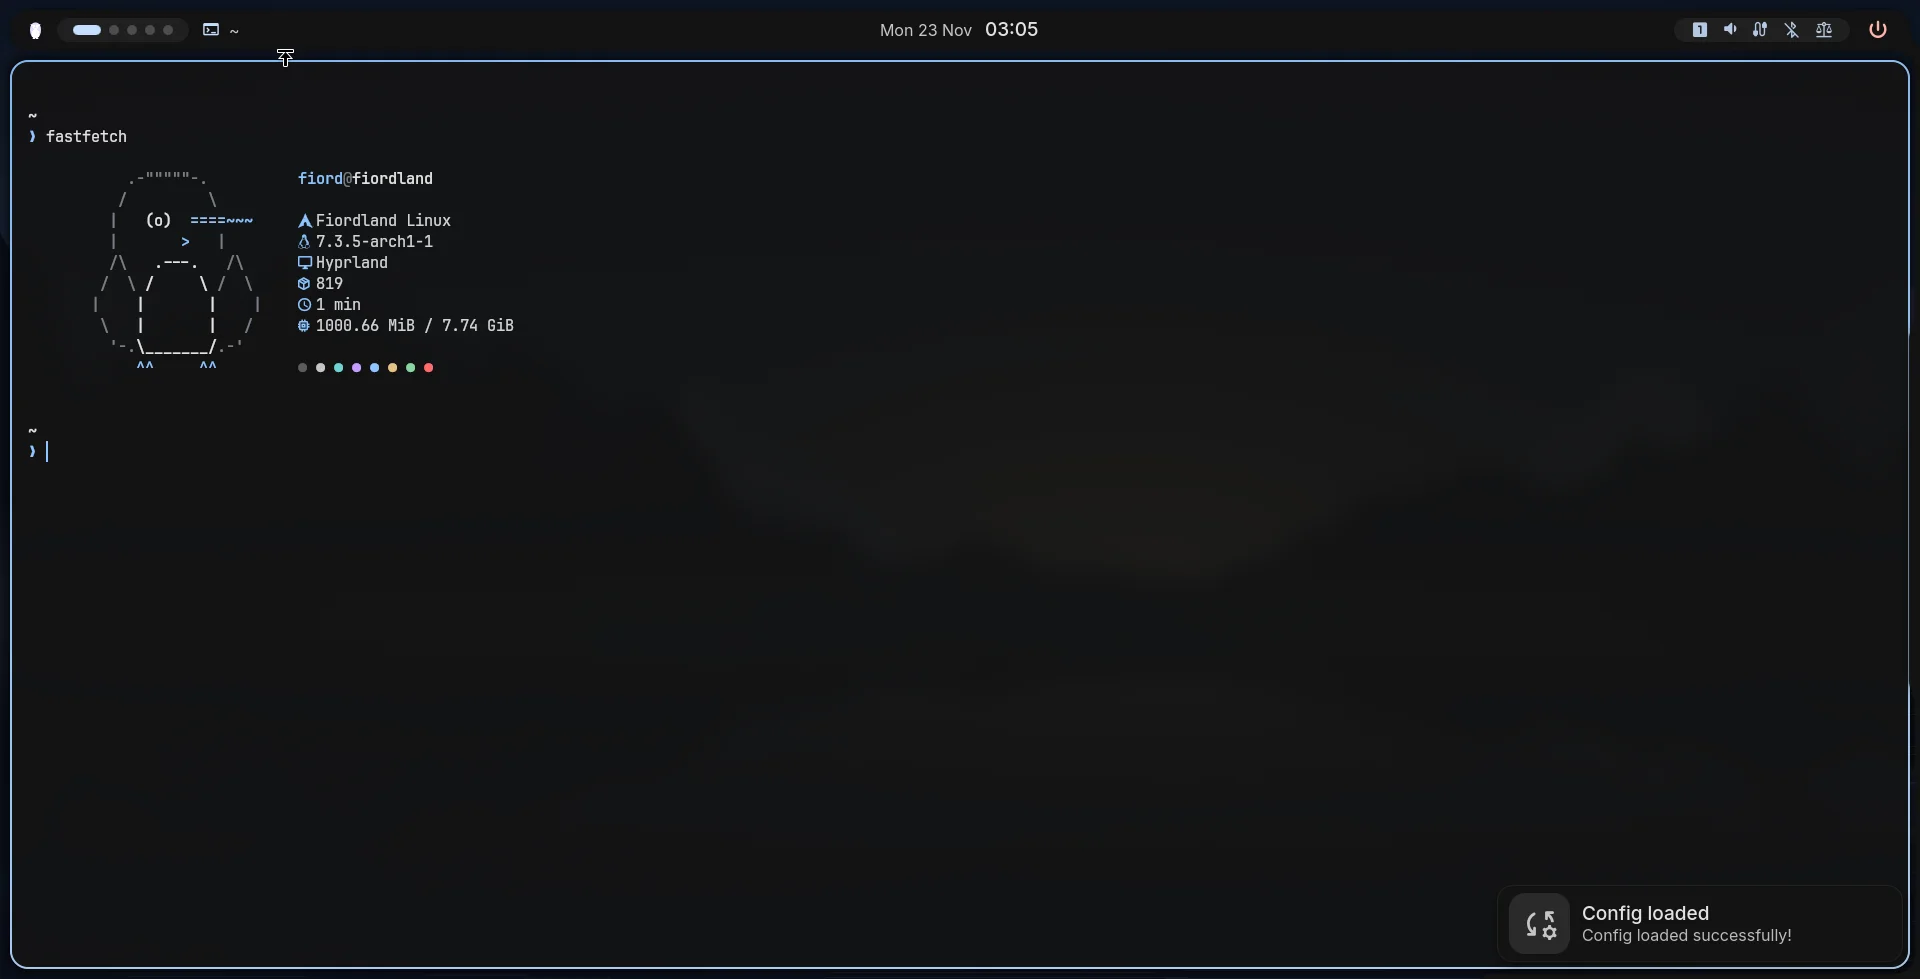 ~
Mon 23 Nov 03:05
1
~
❯ fastfetch
fiord@fiordland
Fiordland Linux
7.3.5-arch1-1
Hyprland
819
1 min
1000.66 MiB / 7.74 GiB
~
❯
Config loaded
Config loaded successfully!